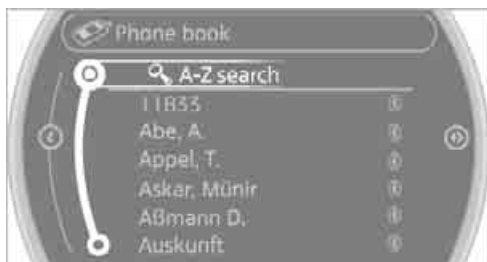 Phone book
A-Z search
11833
Abe, A.
Appel, T.
Askar, Münir
Aßmann D.
Auskunft